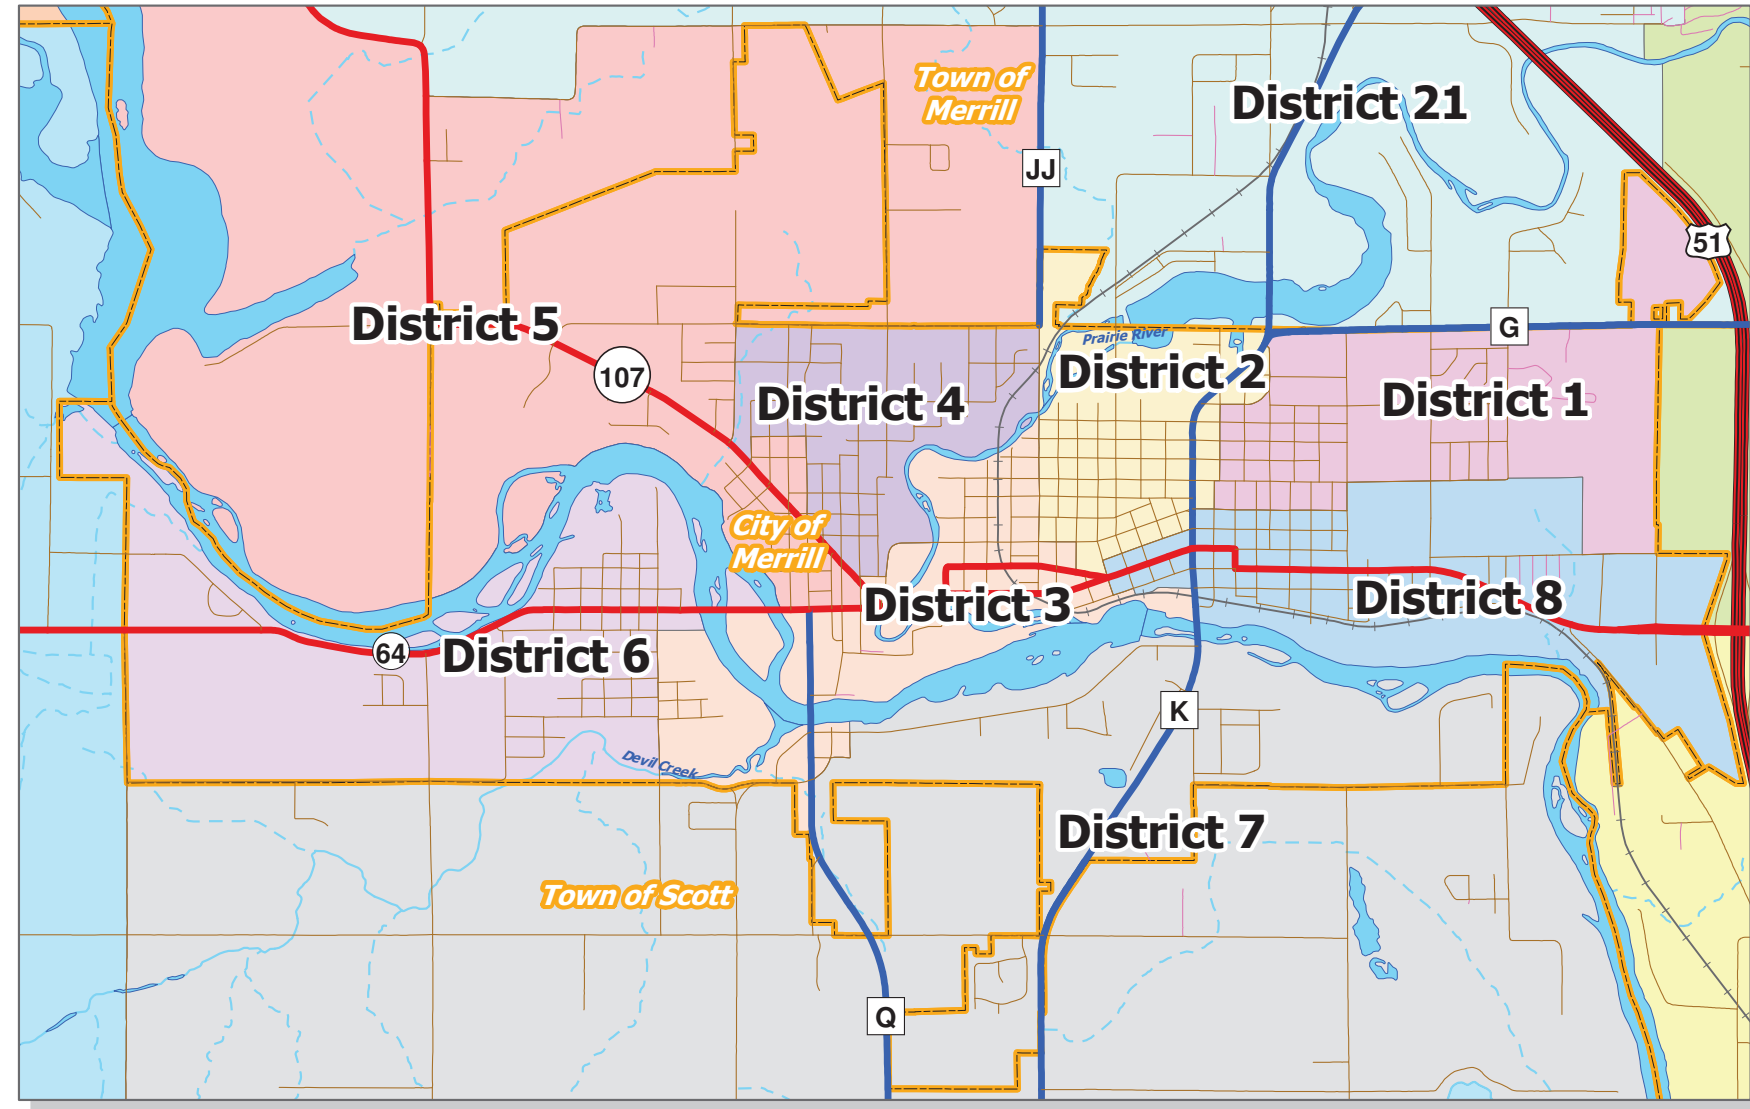 Town of
Merrill
District 21
JJ
51
District 5
G
Prairie River
107
District 2
District 4
District 1
City of
Merrill
District 3
District 8
64
District 6
K
Devil Creek
District 7
Town of Scott
Q